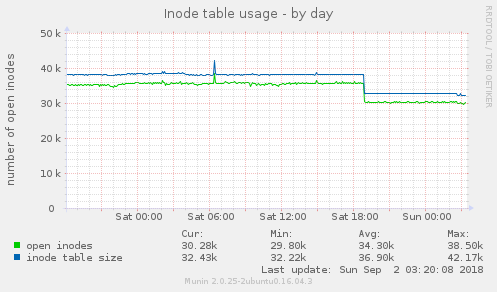 Inode table usage - by day
RRDTOOL / TOBI OETIKER
number of open inodes
50 k
40 k
30 k
20 k
10 k
0
Sat 00:00 Sat 06:00 Sat 12:00 Sat 18:00 Sun 00:00
Cur: Min: Avg: Max:
open inodes 30.28k 29.80k 34.30k 38.50k
inode table size 32.43k 32.22k 36.90k 42.17k
Last update: Sun Sep 2 03:20:08 2018
Munin 2.0.25-2ubuntu0.16.04.3